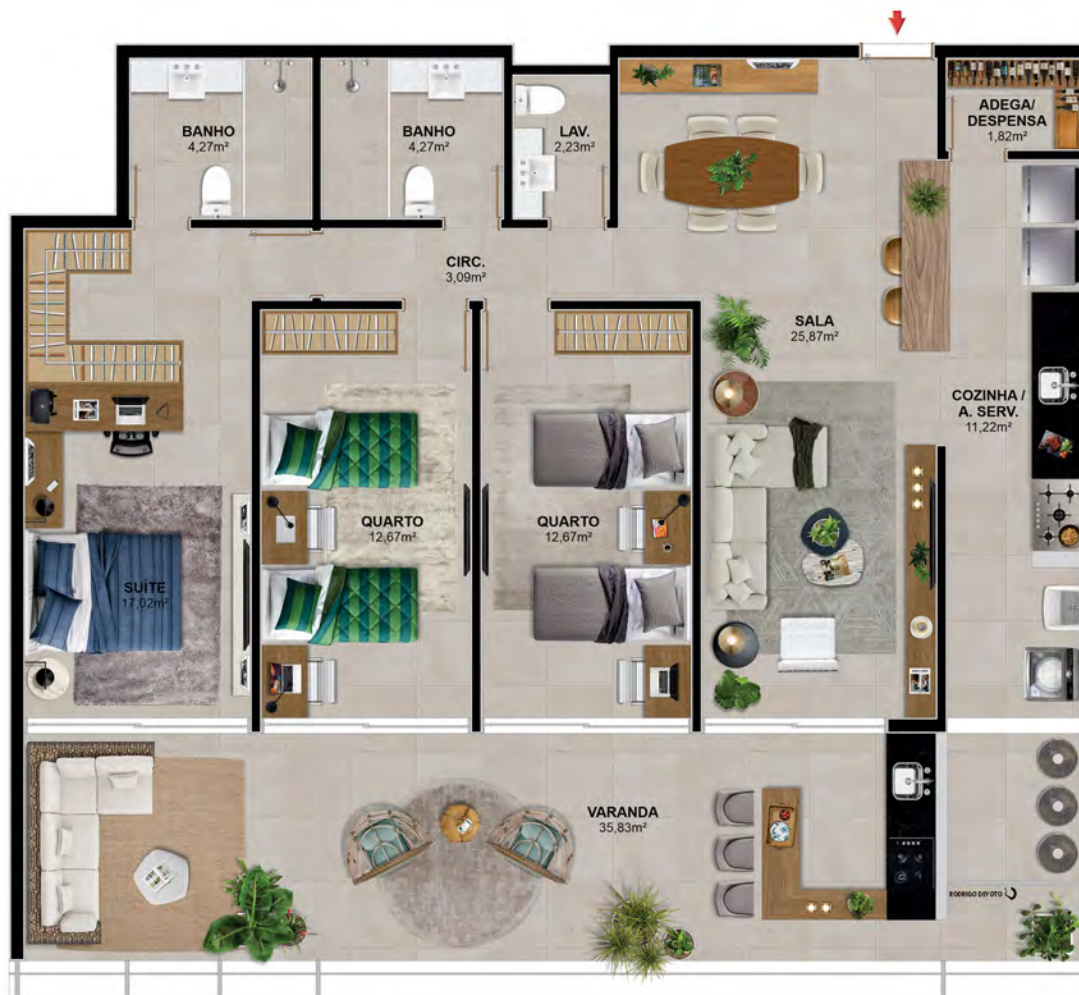 BANHO
4,27m²
BANHO
4,27m²
LAV.
2,23m²
ADEGA/
DESPENSA
1,82m²
CIRC.
3,09m²
SALA
25,87m²
COZINHA /
A. SERV.
11,22m²
QUARTO
12,67m²
QUARTO
12,67m²
SUÍTE
17,02m²
VARANDA
35,83m²
RODRIGO DEVOTO